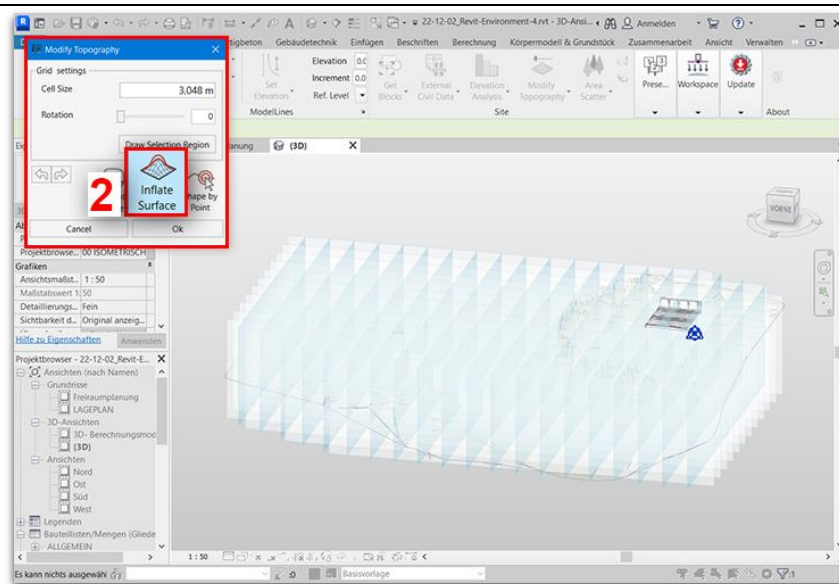 22-12-02_Revit-Environment-4.rvt - 3D-Ansi...
Anmelden
Modify Topography
Gebäudetechnik Einfügen Beschriften Berechnung Körpermodell & Grundstück Zusammenarbeit Ansicht Verwalten
Grid settings
Cell Size 3,048 m
Rotation 0
Draw Selection Region
2
Inflate
Surface
Point
Cancel Ok
Set
Elevation
Elevation
Increment
Ref. Level
ModelLines
Get
Blocks
External
Civil Data
Elevation
Analysis
Modify
Topography
Area
Scatter
Site
Prese...
Workspace
Update
About
(3D) X
VORNE
Projektbrowse... 00 ISOMETRISCH
Grafiken
Ansichtsmaßst... 1 : 50
Maßstabswert 1: 50
Detaillierungs... Fein
Sichtbarkeit d... Original anzeig...
Hilfe zu Eigenschaften Anwenden
Projektbrowser - 22-12-02_Revit-E... X
Ansichten (nach Namen)
Grundrisse
Freiraumplanung
LAGEPLAN
3D-Ansichten
3D- Berechnungsmod
(3D)
Ansichten
Nord
Ost
Süd
West
Legenden
Bauteillisten/Mengen (Gliede
ALLGEMEIN
1 : 50
Es kann nichts ausgewähl
:0
Basisvorlage
:1